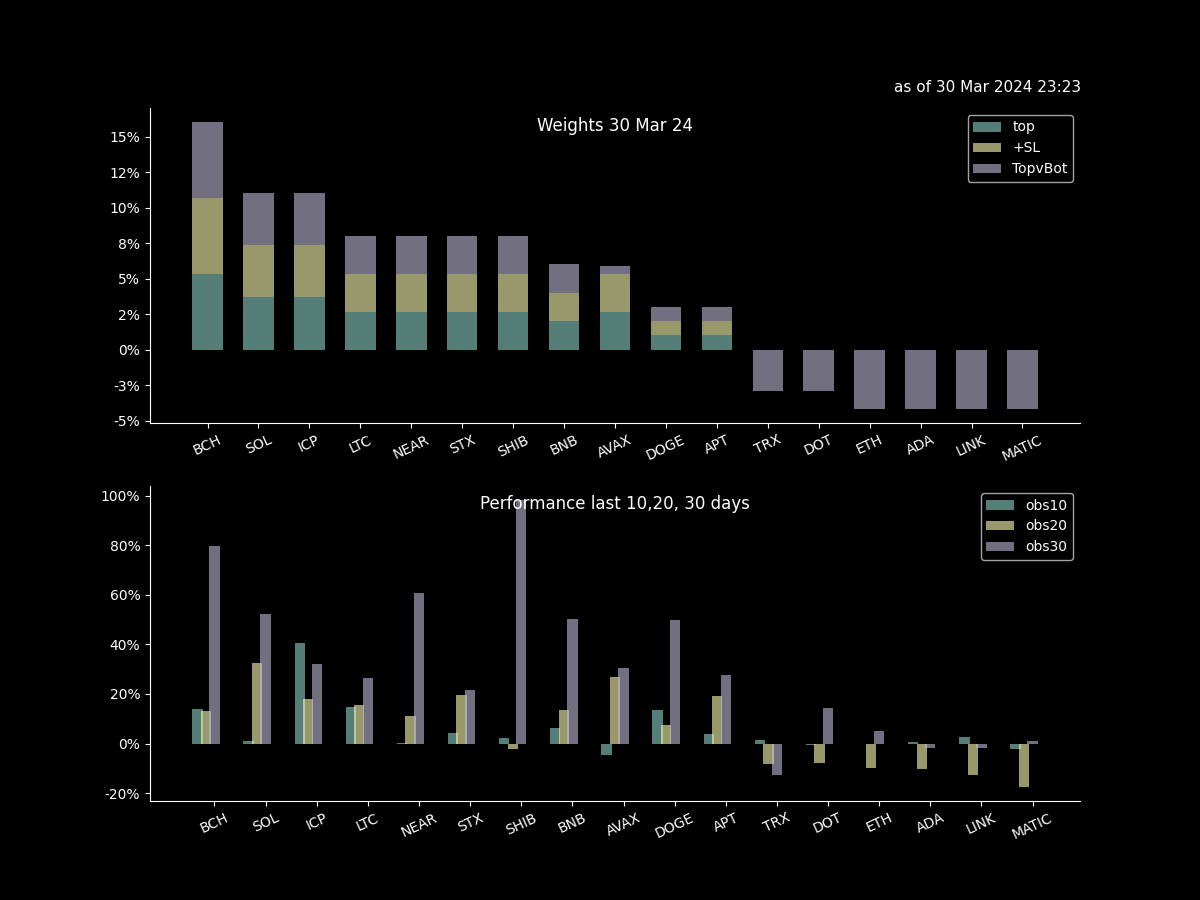 as of 30 Mar 2024 23:23
Weights 30 Mar 24
top
+SL
TopvBot
15%
12%
10%
8%
5%
2%
0%
-3%
-5%
BCH SOL ICP LTC NEAR STX SHIB BNB AVAX DOGE APT TRX DOT ETH ADA LINK MATIC
Performance last 10,20, 30 days
obs10
obs20
obs30
100%
80%
60%
40%
20%
0%
-20%
BCH SOL ICP LTC NEAR STX SHIB BNB AVAX DOGE APT TRX DOT ETH ADA LINK MATIC